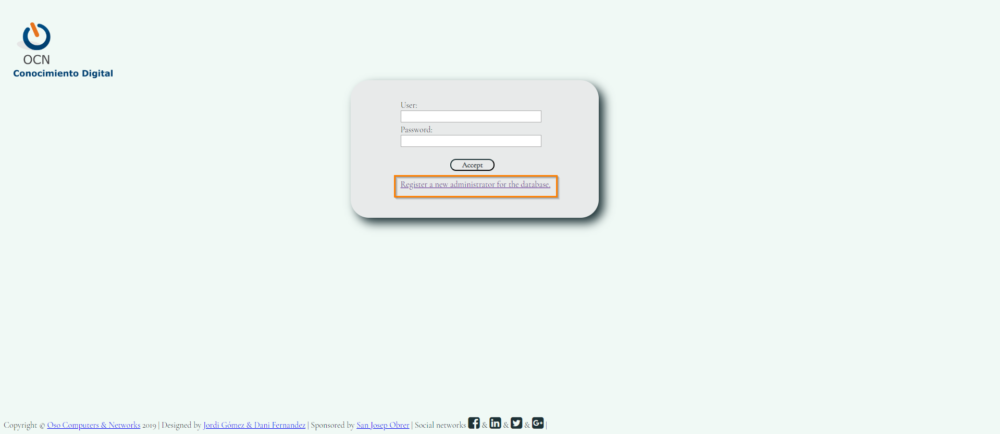 OCN
Conocimiento Digital
User:
Password:
Accept
Register a new administrator for the database.
Copyright © Oso Computers & Networks 2019 | Designed by Jordi Gómez & Dani Fernandez | Sponsored by San Josep Obrer | Social networks & & & |